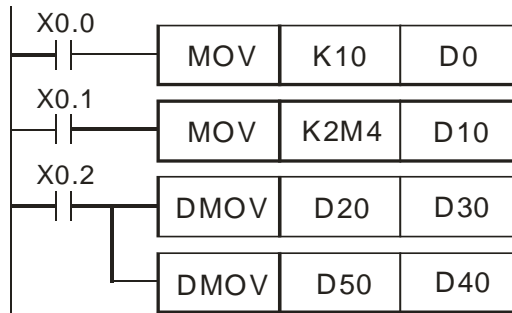 X0.0
MOV K10 D0
X0.1
MOV K2M4 D10
X0.2
DMOV D20 D30
DMOV D50 D40